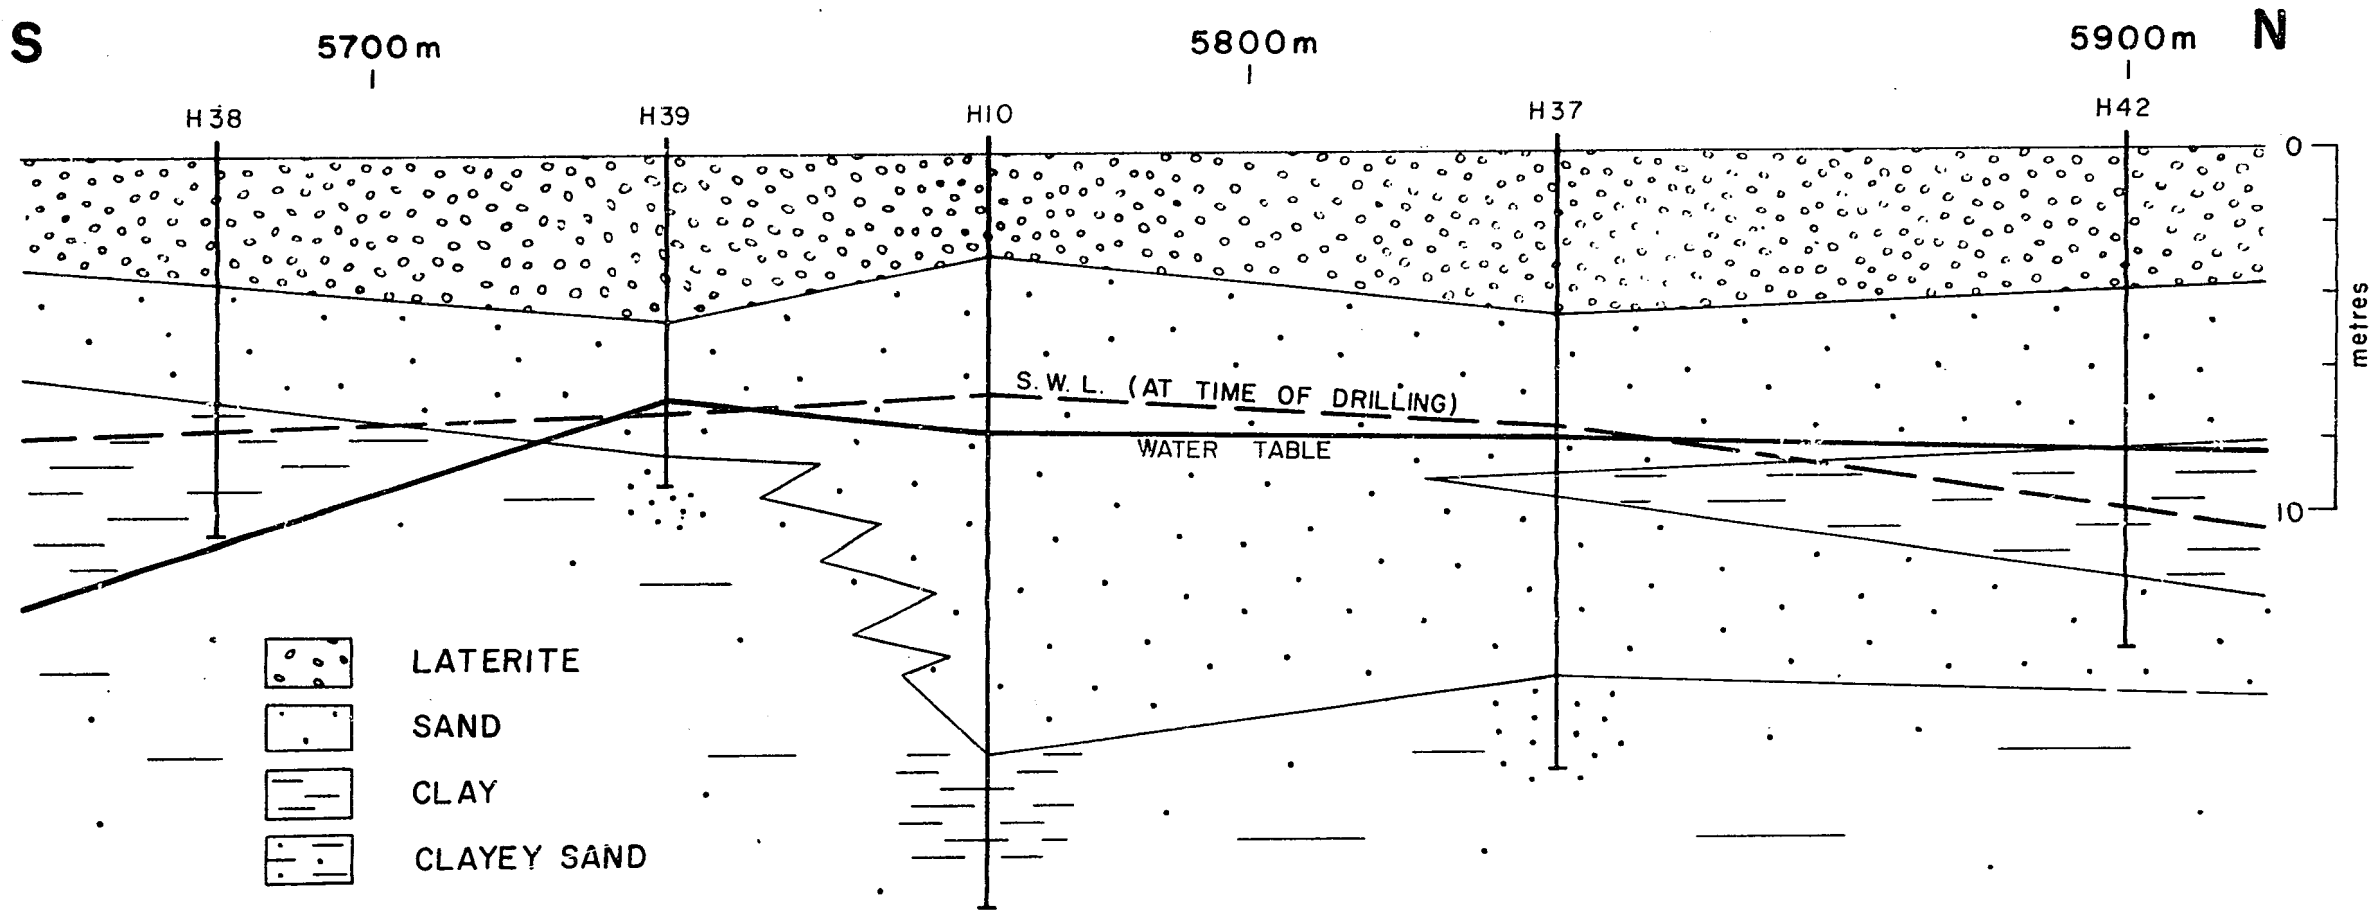 S 5700m 5800m 5900m N
H38 H39 H10 H37 H42
0
metres
S.W.L. (AT TIME OF DRILLING)
WATER TABLE
10
LATERITE
SAND
CLAY
CLAYEY SAND